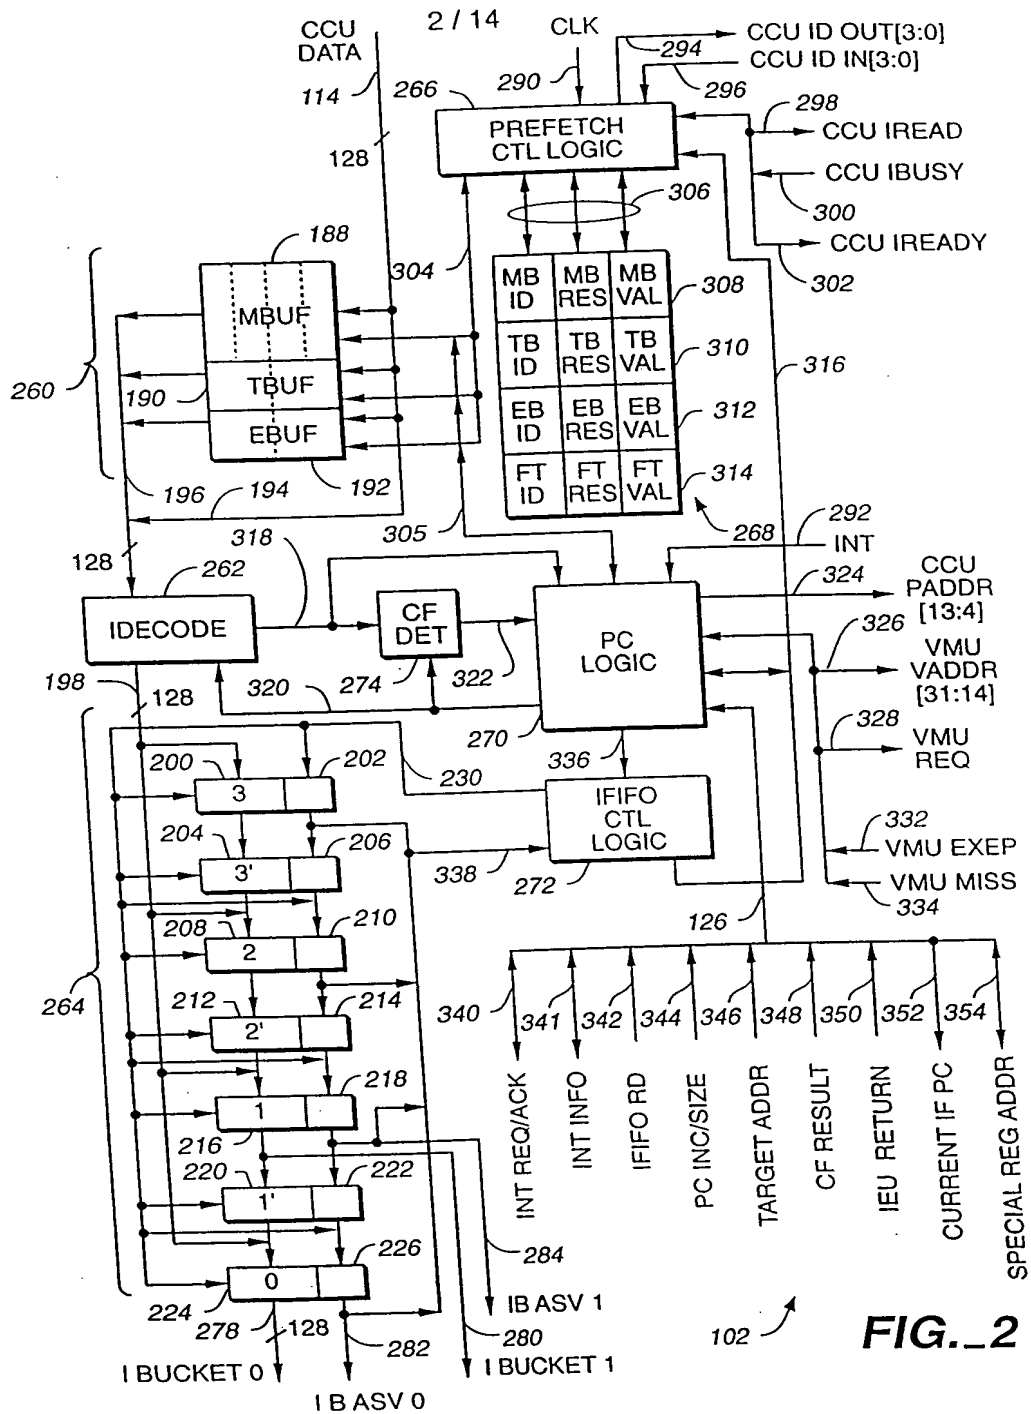 2 / 14
CCU
DATA
CLK
CCU ID OUT[3:0]
294
CCU ID IN[3:0]
296
114
266
290
298
PREFETCH
CTL LOGIC
CCU IREAD
128
CCU IBUSY
300
306
188
304
CCU IREADY
302
MB
ID
MB
RES
MB
VAL
308
MBUF
TB
ID
TB
RES
TB
VAL
310
316
260
190
TBUF
EB
ID
EB
RES
EB
VAL
312
EBUF
FT
ID
FT
RES
FT
VAL
314
196
194
192
305
268
292
INT
318
128
262
324
CCU
PADDR
[13:4]
IDECODE
CF
DET
PC
LOGIC
326
VMU
VADDR
[31:14]
198
128
320
274
322
270
336
328
VMU
REQ
200
202
230
3
IFIFO
CTL
LOGIC
332
VMU EXEP
204
206
3'
338
272
VMU MISS
334
126
208
210
2
264
212
214
2'
340
341
342
344
346
348
350
352
354
218
1
216
INT REQ/ACK
INT INFO
IFIFO RD
PC INC/SIZE
TARGET ADDR
CF RESULT
IEU RETURN
CURRENT IF PC
SPECIAL REG ADDR
220
222
1'
284
226
0
224
278
128
282
IB ASV 1
280
102
FIG._2
I BUCKET 0
I BUCKET 1
I B ASV 0